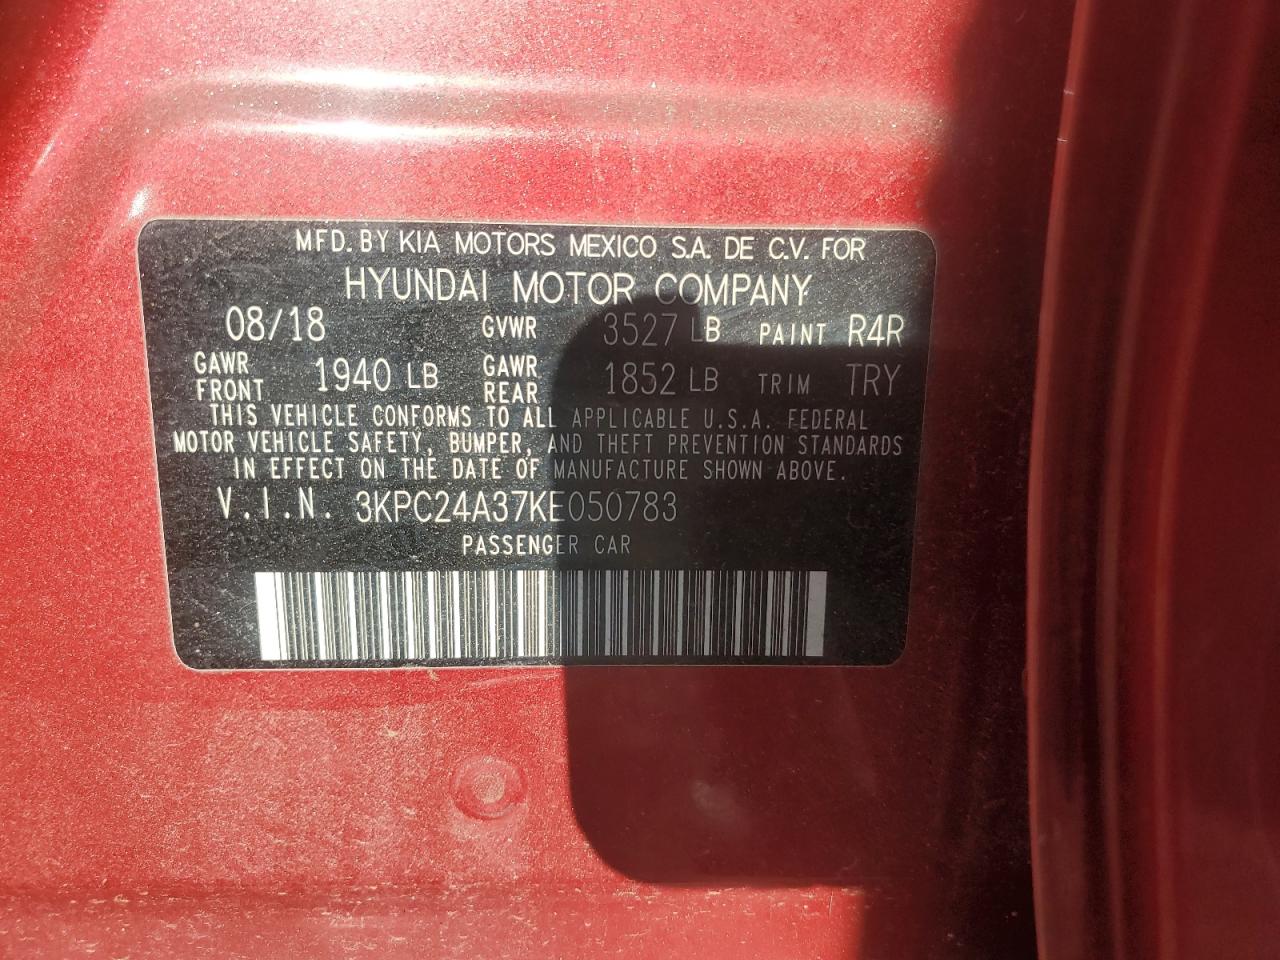 MFD. BY KIA MOTORS MEXICO S.A. DE C.V. FOR
HYUNDAI MOTOR COMPANY
08/18 GVWR 3527 LB PAINT R4R
GAWR FRONT 1940 LB GAWR REAR 1852 LB TRIM TRY
THIS VEHICLE CONFORMS TO ALL APPLICABLE U.S.A. FEDERAL
MOTOR VEHICLE SAFETY, BUMPER, AND THEFT PREVENTION STANDARDS
IN EFFECT ON THE DATE OF MANUFACTURE SHOWN ABOVE.
V.I.N. 3KPC24A37KE050783
PASSENGER CAR